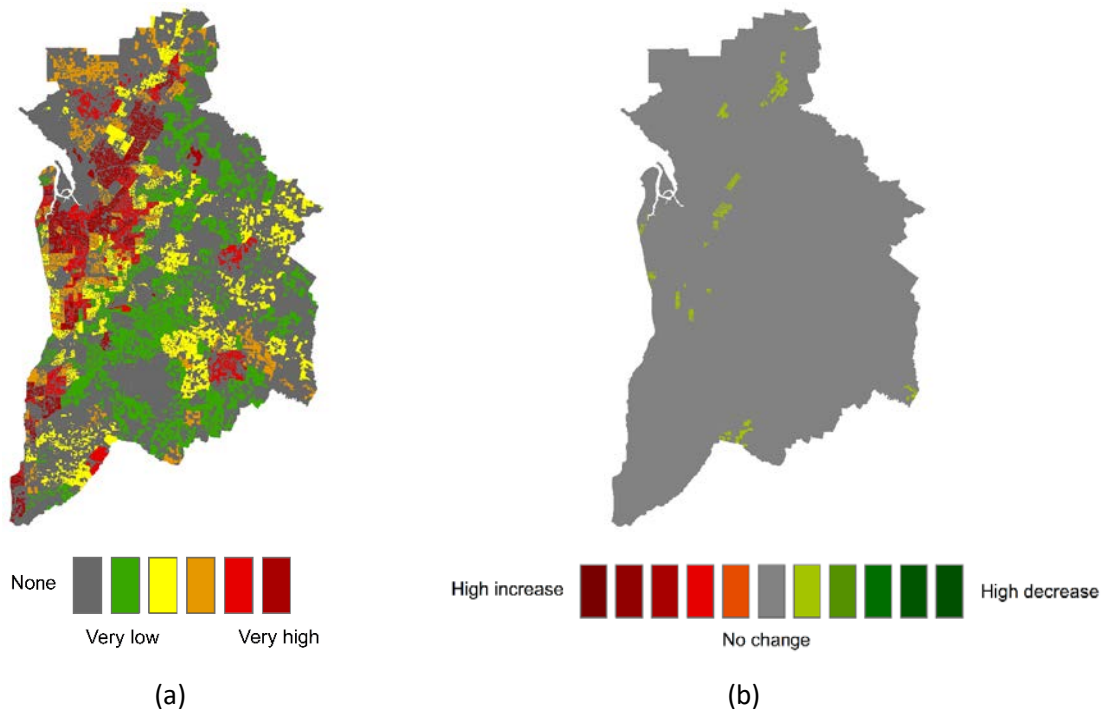 None
Very low
Very high
(a)
High increase
High decrease
No change
(b)